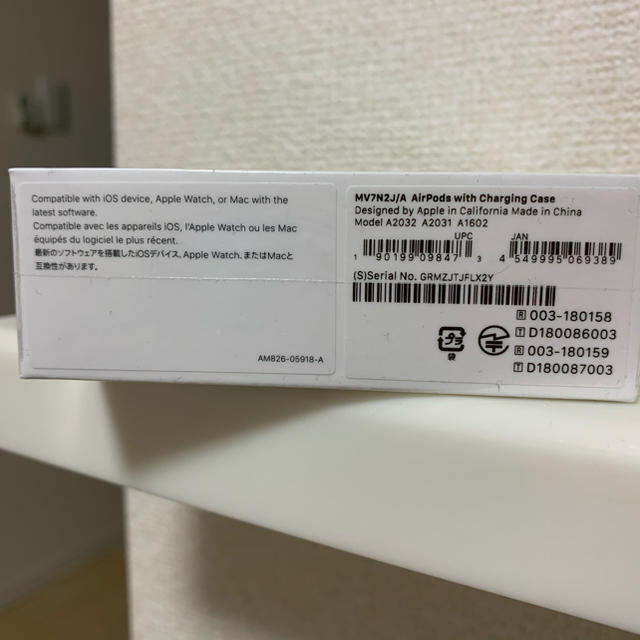 Compatible with iOS device, Apple Watch, or Mac with the
latest software.
Compatible avec les appareils iOS, l'Apple Watch ou les Mac
équipés du logiciel le plus récent.
最新のソフトウェアを搭載したiOSデバイス、Apple Watch、またはMacと
互換性があります。
AM826-05918-A
MV7N2J/A AirPods with Charging Case
Designed by Apple in California Made in China
Model A2032 A2031 A1602
UPC JAN
1 90199 09847 3 4 549995 069389
(S)Serial No. GRMZJTJFLX2Y
R 003-180158
T D180086003
R 003-180159
T D180087003
プラ
袋